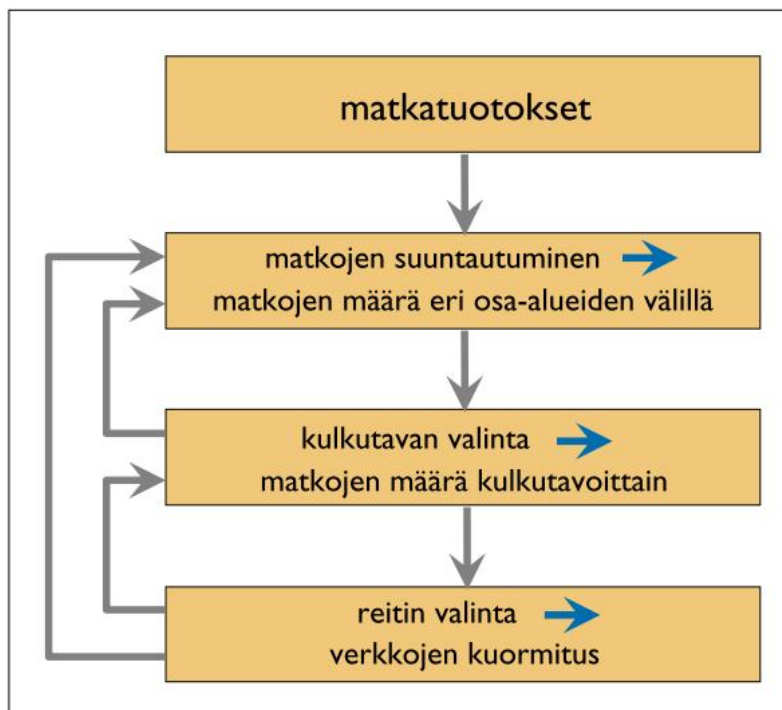 matkatuotokset
matkojen suuntautuminen
matkojen määrä eri osa-alueiden välillä
kulkutavan valinta
matkojen määrä kulkutavoittain
reitin valinta
verkkojen kuormitus